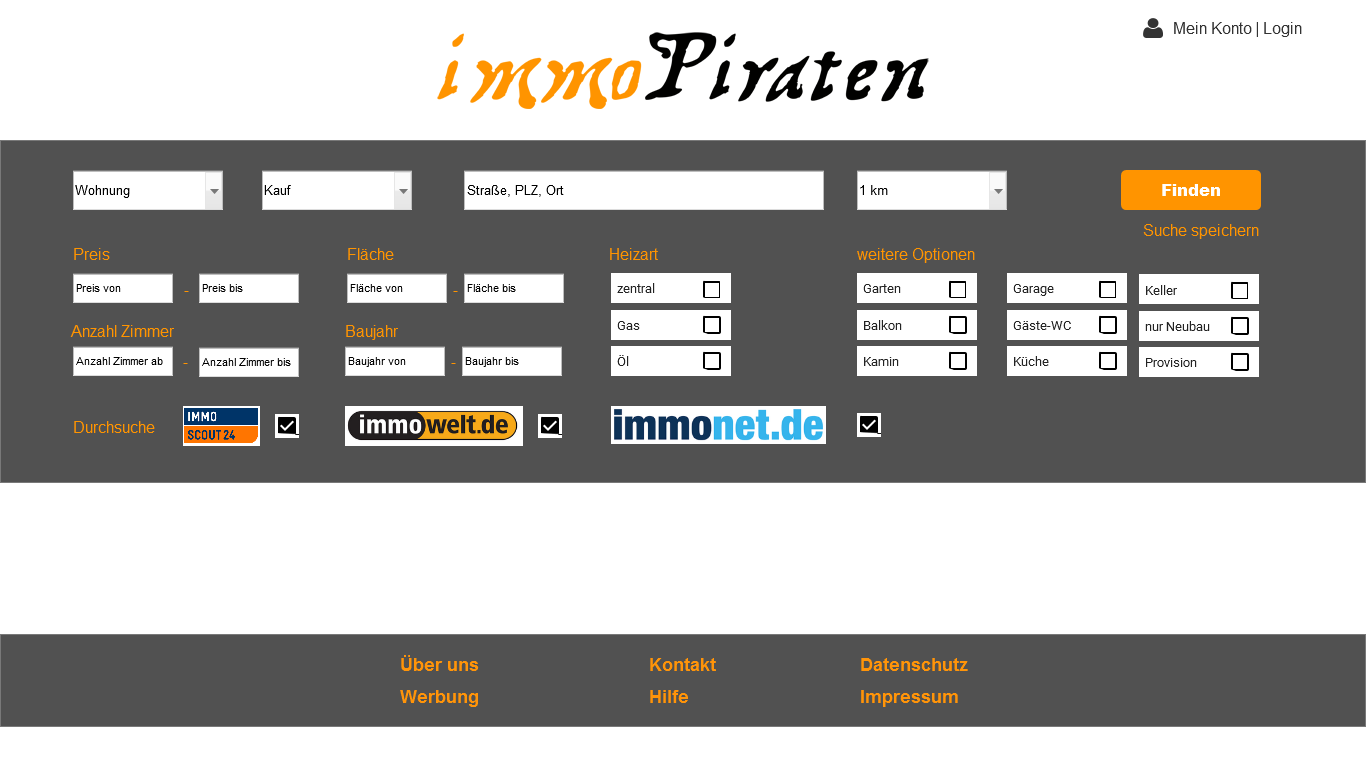 Mein Konto | Login
immoPiraten
Wohnung Kauf Straße, PLZ, Ort 1 km Finden
Suche speichern
Preis Fläche Heizart weitere Optionen
Preis von - Preis bis Fläche von - Fläche bis zentral Garten Garage Keller
Gas Balkon Gäste-WC nur Neubau
Anzahl Zimmer Baujahr
Anzahl Zimmer ab - Anzahl Zimmer bis Baujahr von - Baujahr bis Öl Kamin Küche Provision
Durchsuche IMMO SCOUT24 immowelt.de immonet.de
Über uns Kontakt Datenschutz
Werbung Hilfe Impressum